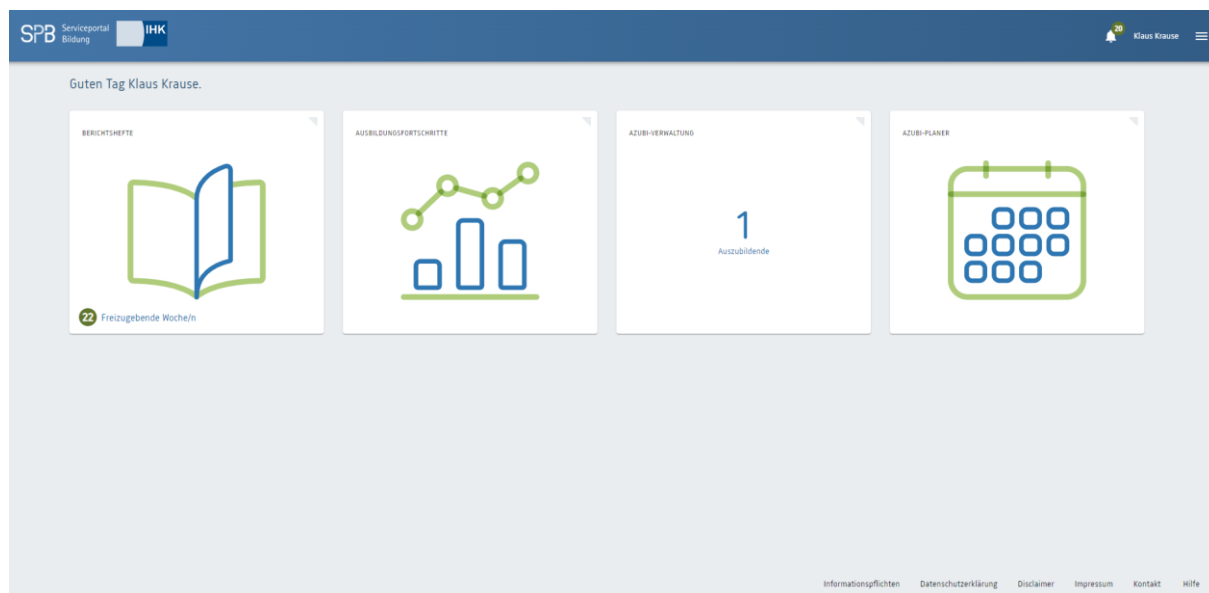 SPB Serviceportal Bildung
IHK
20
Klaus Krause
Guten Tag Klaus Krause.
BERICHTSHEFTE
22 Freizugebende Woche/n
AUSBILDUNGSFORTSCHRITTE
AZUBI-VERWALTUNG
1
Auszubildende
AZUBI-PLANER
Informationspflichten Datenschutzerklärung Disclaimer Impressum Kontakt Hilfe